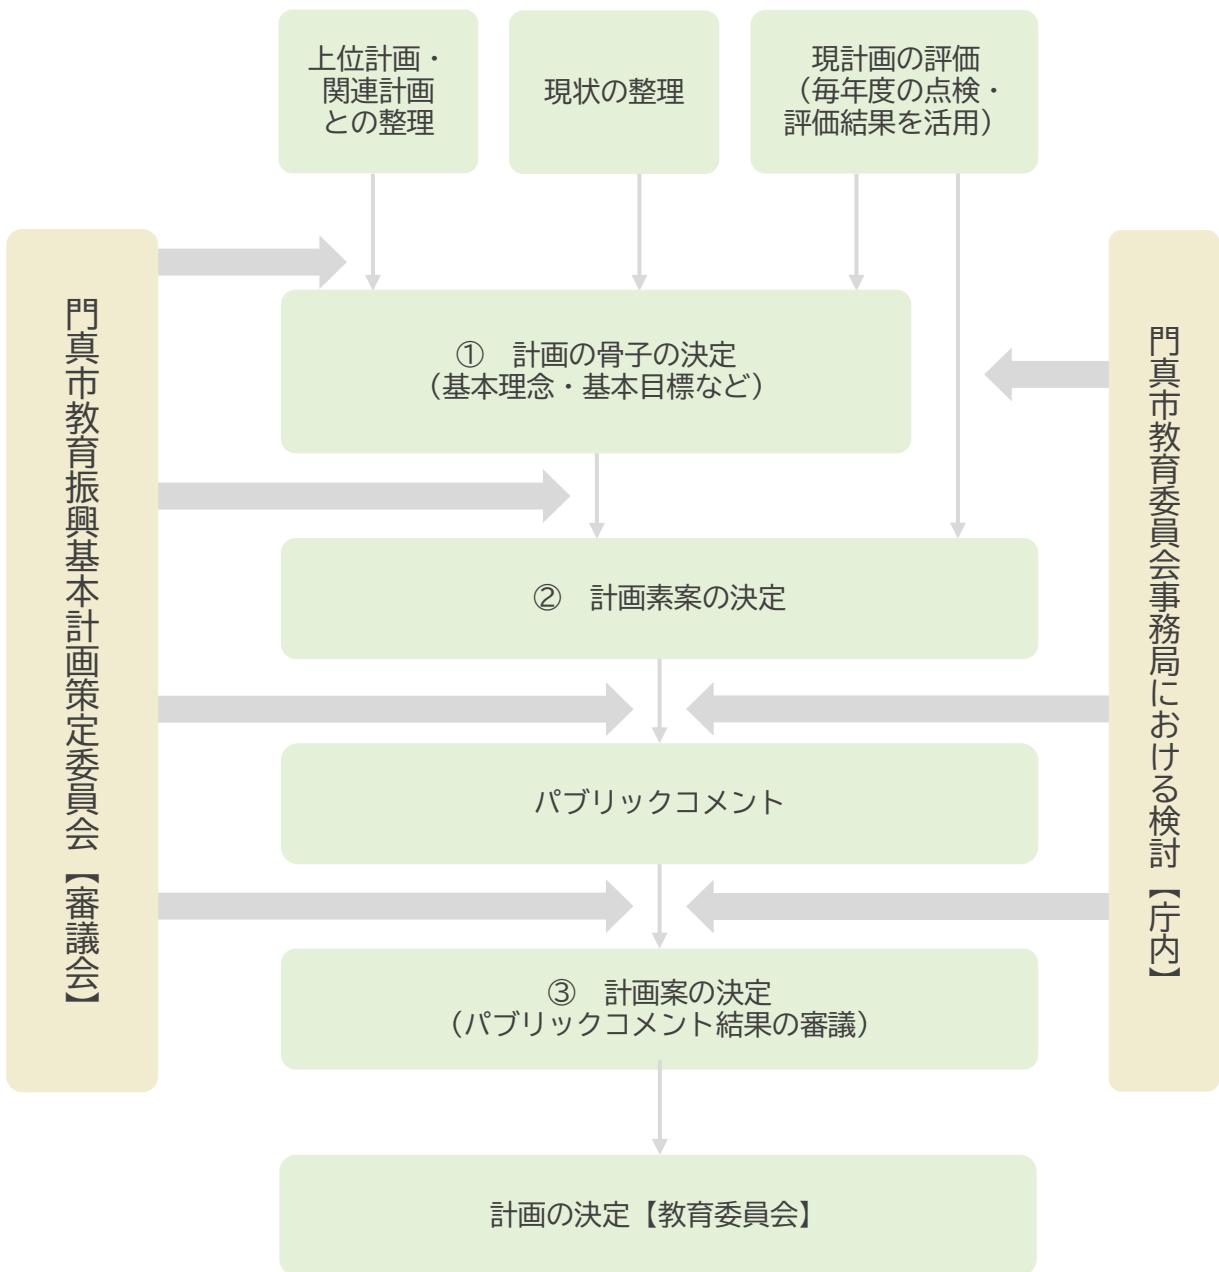 上位計画・
関連計画
との整理
現状の整理
現計画の評価
（毎年度の点検・
評価結果を活用）
門真市教育振興基本計画策定委員会【審議会】
① 計画の骨子の決定
（基本理念・基本目標など）
門真市教育委員会事務局における検討【庁内】
② 計画素案の決定
パブリックコメント
③ 計画案の決定
（パブリックコメント結果の審議）
計画の決定【教育委員会】